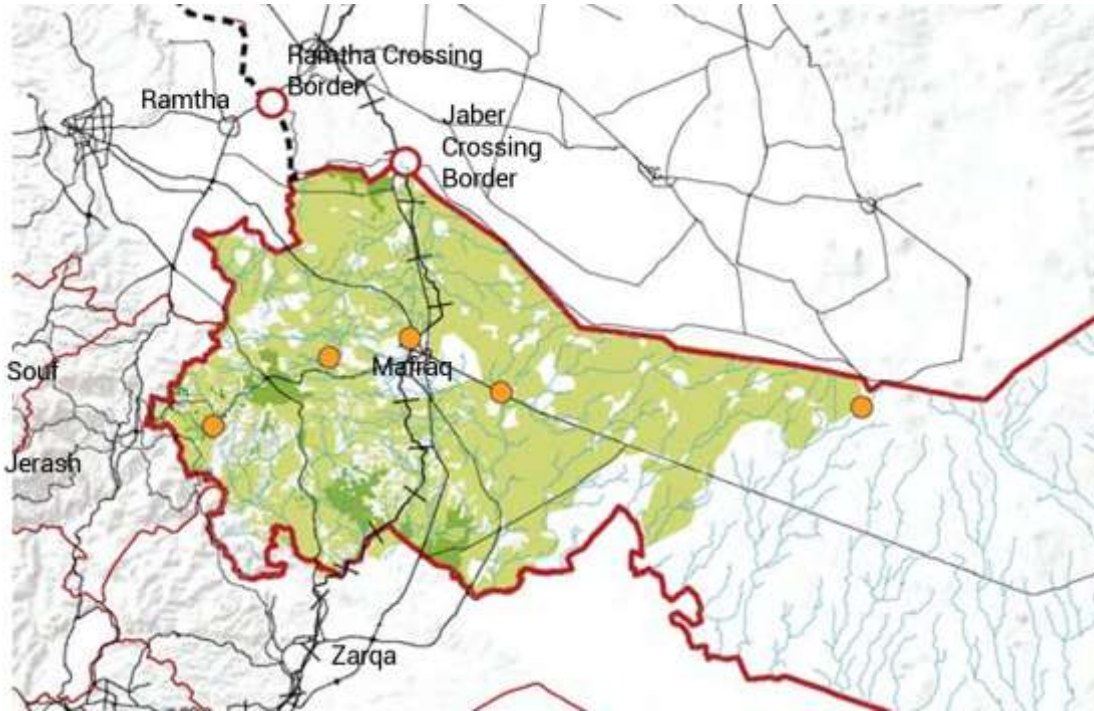 Ramtha Crossing
Border
Ramtha
Jaber
Crossing
Border
Mafraq
Souf
Jerash
Zarqa